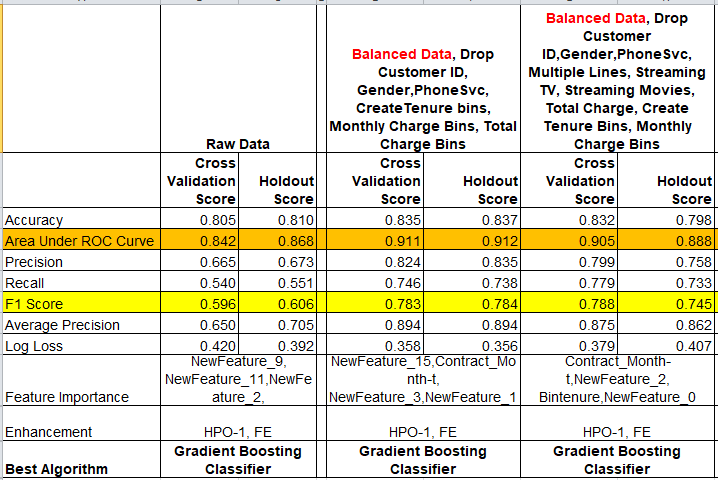 Raw Data
Balanced Data, Drop
Customer ID,
Gender,PhoneSvc,
CreateTenure bins,
Monthly Charge Bins, Total
Charge Bins
Balanced Data, Drop
Customer
ID,Gender,PhoneSvc,
Multiple Lines, Streaming
TV, Streaming Movies,
Total Charge, Create
Tenure Bins, Monthly
Charge Bins
Cross
Validation
Score
Holdout
Score
Cross
Validation
Score
Holdout
Score
Cross
Validation
Score
Holdout
Score
Accuracy 0.805 0.810 0.835 0.837 0.832 0.798
Area Under ROC Curve 0.842 0.868 0.911 0.912 0.905 0.888
Precision 0.665 0.673 0.824 0.835 0.799 0.758
Recall 0.540 0.551 0.746 0.738 0.779 0.733
F1 Score 0.596 0.606 0.783 0.784 0.788 0.745
Average Precision 0.650 0.705 0.894 0.894 0.875 0.862
Log Loss 0.420 0.392 0.358 0.356 0.379 0.407
Feature Importance
NewFeature_9,
NewFeature_11,NewFe
ature_2,
NewFeature_15,Contract_Mo
nth-t,
NewFeature_3,NewFeature_1
Contract_Month-
t,NewFeature_2,
Bintenure,NewFeature_0
Enhancement HPO-1, FE HPO-1, FE HPO-1, FE
Best Algorithm
Gradient Boosting
Classifier
Gradient Boosting
Classifier
Gradient Boosting
Classifier